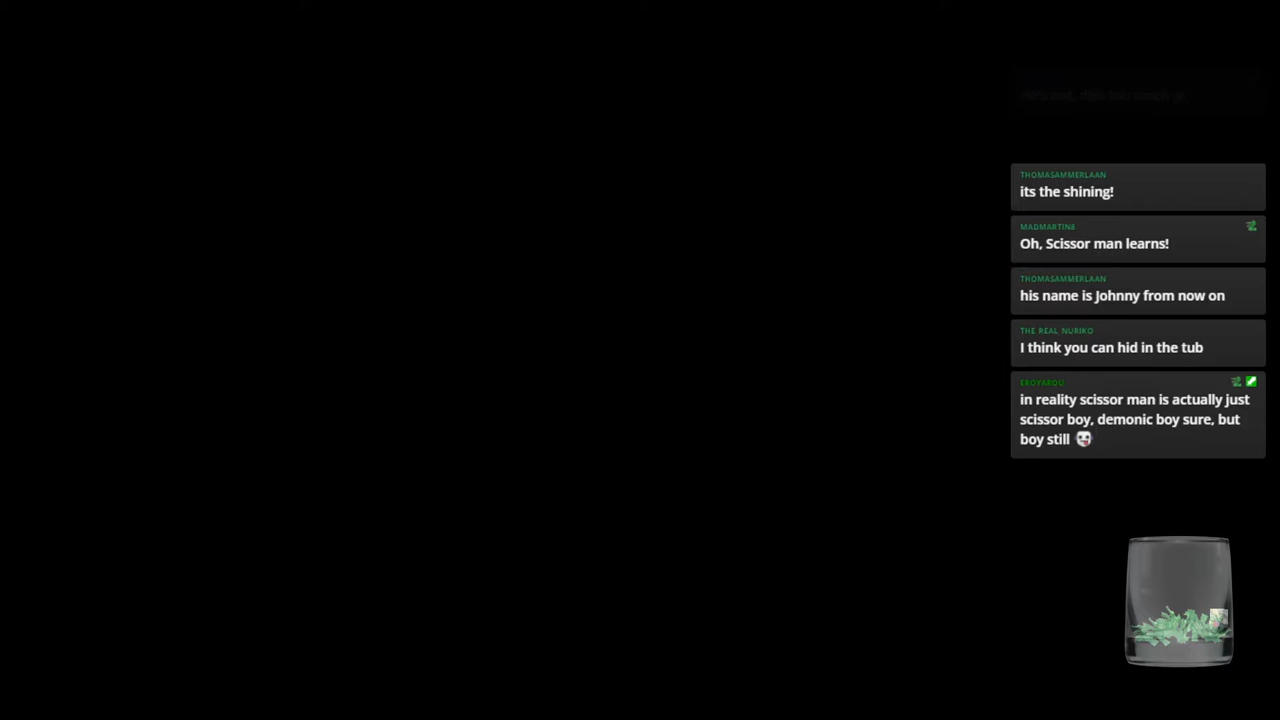 THOMASAMMERLAAN
its the shining!
MADMARTIN8
Oh, Scissor man learns!
THOMASAMMERLAAN
his name is Johnny from now on
THE REAL NURIKO
I think you can hid in the tub
EROYAROU
in reality scissor man is actually just
scissor boy, demonic boy sure, but
boy still